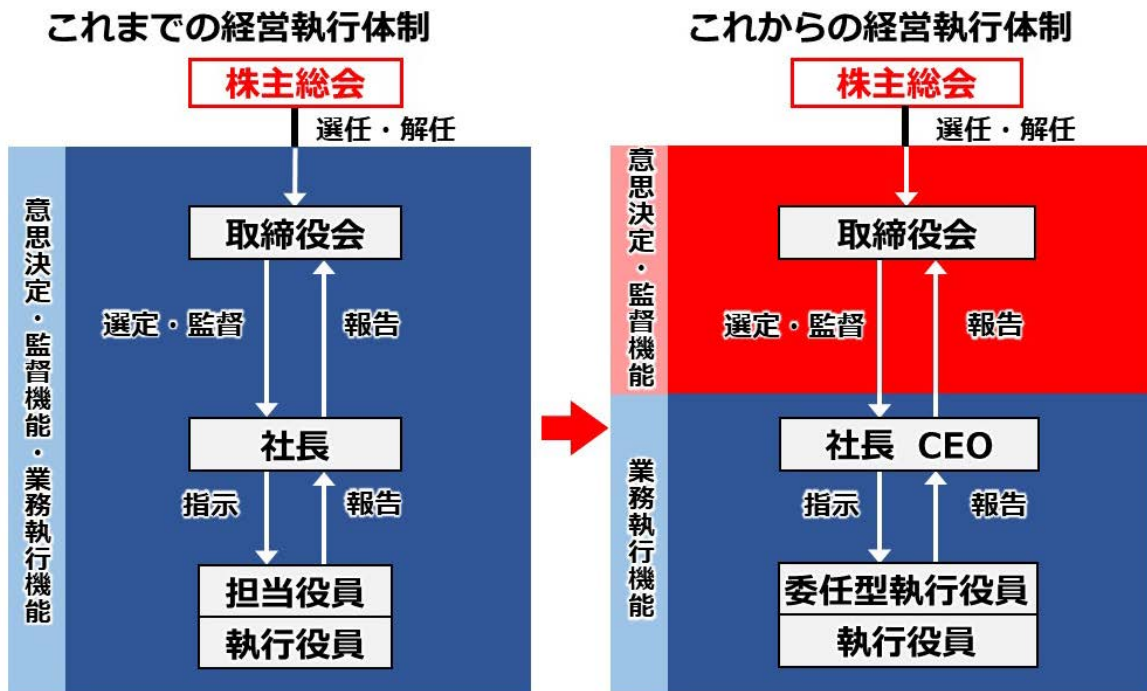 これまでの経営執行体制
株主総会
選任・解任
意思決定・監督機能・業務執行機能
取締役会
選定・監督
報告
社長
指示
報告
担当役員
執行役員
これからの経営執行体制
株主総会
選任・解任
意思決定・監督機能
取締役会
選定・監督
報告
業務執行機能
社長 CEO
指示
報告
委任型執行役員
執行役員